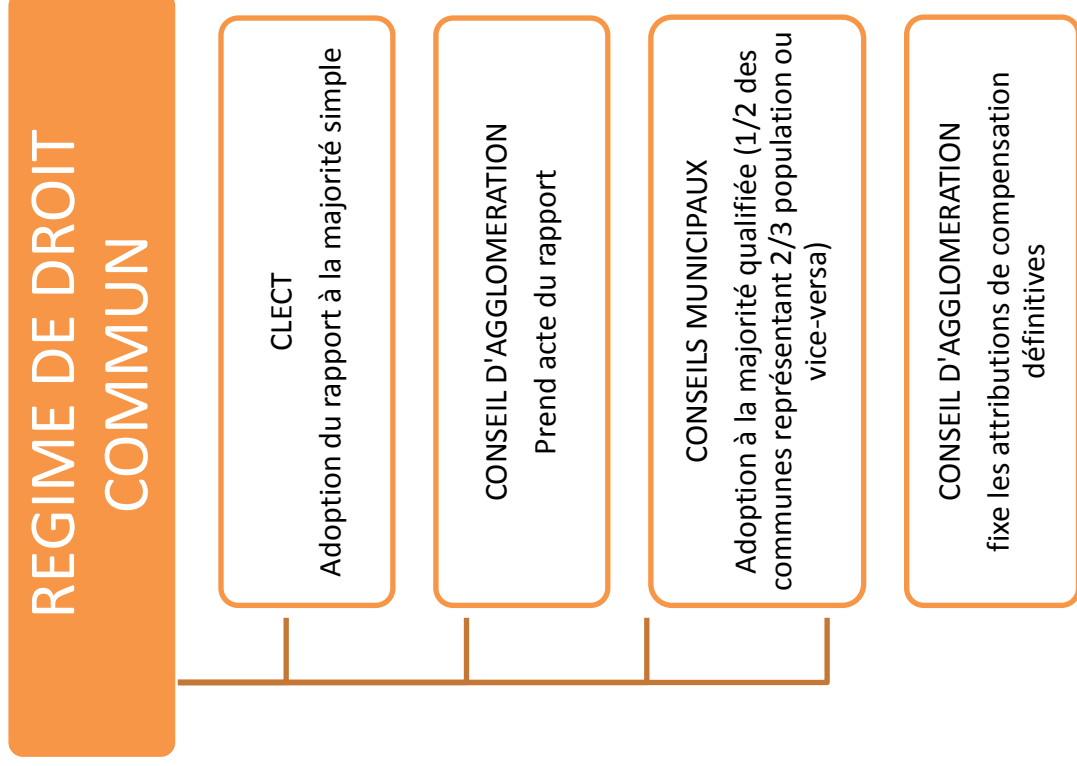 REGIME DE DROIT
COMMUN
CLECT
Adoption du rapport à la majorité simple
CONSEIL D'AGGLOMERATION
Prend acte du rapport
CONSEILS MUNICIPAUX
Adoption à la majorité qualifiée (1/2 des
communes représentant 2/3 population ou
vice-versa)
CONSEIL D'AGGLOMERATION
fixe les attributions de compensation
définitives